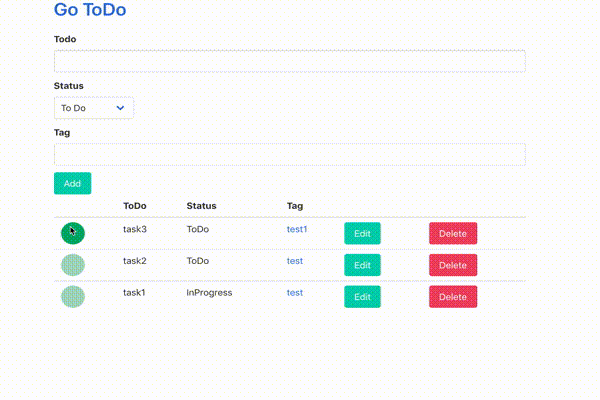 Go ToDo
Todo
Status
To Do
Tag
Add
ToDo Status Tag
task3 ToDo test1 Edit Delete
task2 ToDo test Edit Delete
task1 InProgress test Edit Delete